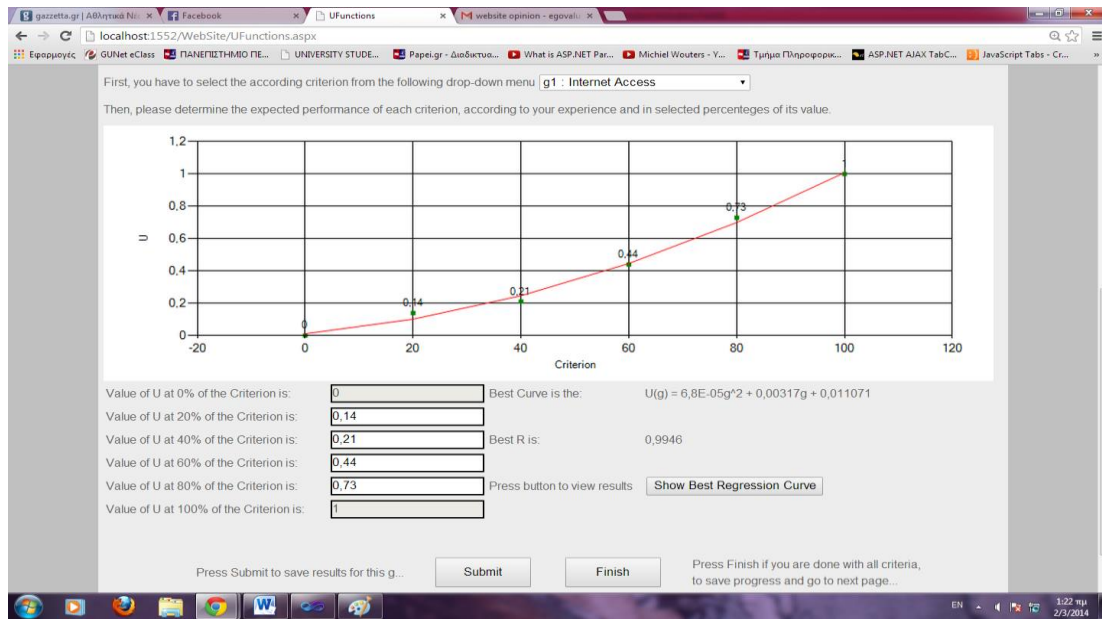 gazzetta.gr | Αθλητικά Νέ
Facebook
UFunctions
website opinion - egovalu
localhost:1552/WebSite/UFunctions.aspx
Εφαρμογές
GUNet eClass
ΠΑΝΕΠΙΣΤΗΜΙΟ ΠΕ...
UNIVERSITY STUDE...
Papei.gr - Διαδικτυα...
What is ASP.NET Par...
Michiel Wouters - Y...
Τμήμα Πληροφορικ...
ASP.NET AJAX TabC...
JavaScript Tabs - Cr...
»
First, you have to select the according criterion from the following drop-down menu g1 : Internet Access
Then, please determine the expected performance of each criterion, according to your experience and in selected percenteges of its value.
1,2
1
0,8
0,6
0,4
0,2
0
U
0
0,14
0,21
0,44
0,73
1
-20
0
20
40
60
80
100
120
Criterion
Value of U at 0% of the Criterion is: 0 Best Curve is the: U(g) = 6,8E-05g^2 + 0,00317g + 0,011071
Value of U at 20% of the Criterion is: 0,14
Value of U at 40% of the Criterion is: 0,21 Best R is: 0,9946
Value of U at 60% of the Criterion is: 0,44
Value of U at 80% of the Criterion is: 0,73 Press button to view results Show Best Regression Curve
Value of U at 100% of the Criterion is: 1
Press Submit to save results for this g...
Submit
Finish
Press Finish if you are done with all criteria,
to save progress and go to next page...
EN
1:22 πμ
2/3/2014